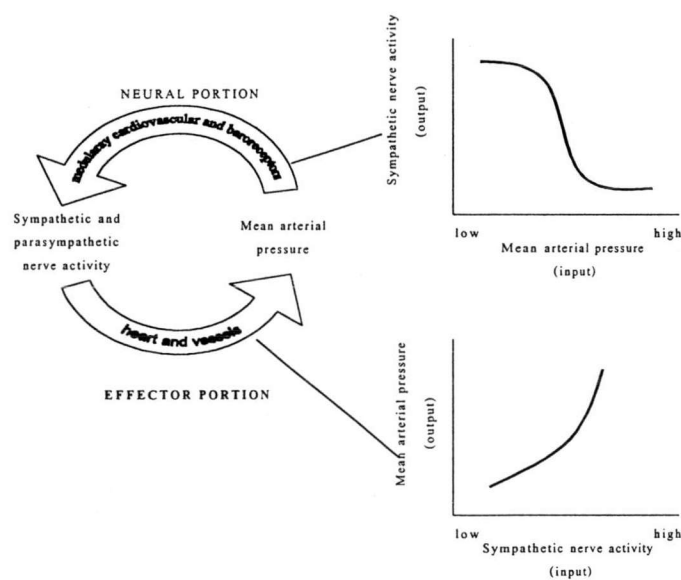 NEURAL PORTION
medalarxy cardiovascular and baroreceptors
Sympathetic and
parasympathetic
nerve activity
Mean arterial
pressure
heart and vessels
EFFECTOR PORTION
Sympathetic nerve activity
(output)
low high
Mean arterial pressure
(input)
Mean arterial pressure
(output)
low high
Sympathetic nerve activity
(input)